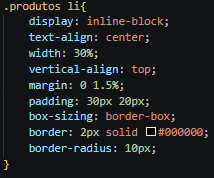 .produtos li{
display: inline-block;
text-align: center;
width: 30%;
vertical-align: top;
margin: 0 1.5%;
padding: 30px 20px;
box-sizing: border-box;
border: 2px solid #000000;
border-radius: 10px;
}